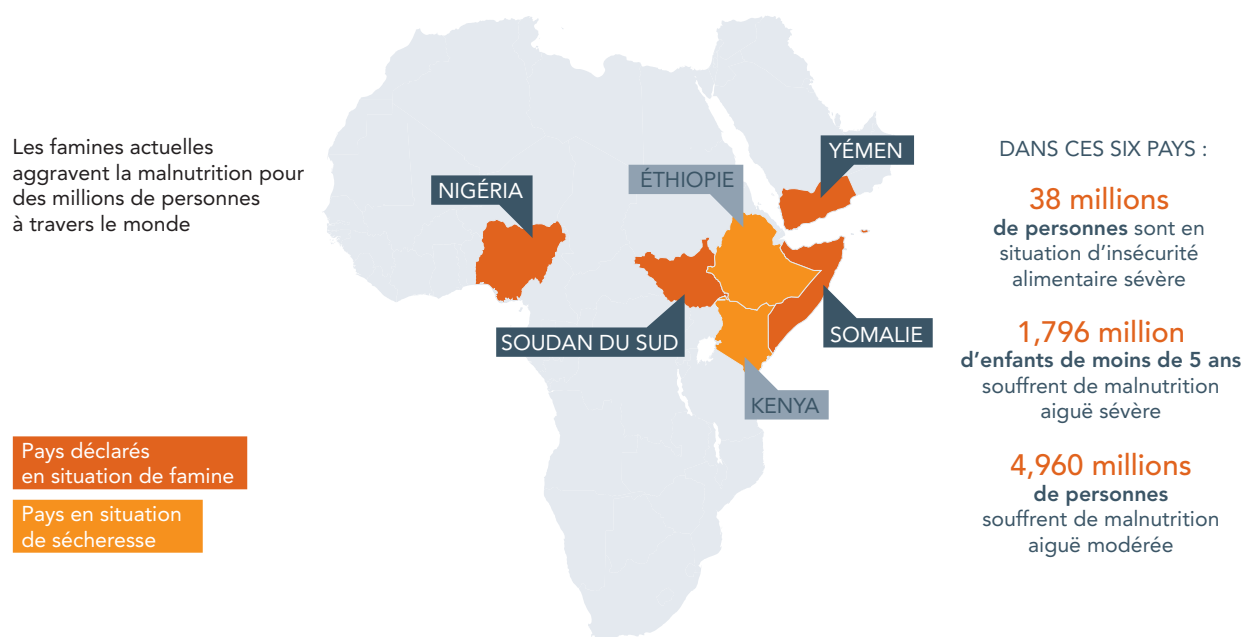 Les famines actuelles
aggravent la malnutrition pour
des millions de personnes
à travers le monde
YÉMEN
ÉTHIOPIE
NIGÉRIA
SOUDAN DU SUD
SOMALIE
KENYA
Pays déclarés
en situation de famine
Pays en situation
de sécheresse
DANS CES SIX PAYS :
38 millions
de personnes sont en
situation d’insécurité
alimentaire sévère
1,796 million
d’enfants de moins de 5 ans
souffrent de malnutrition
aiguë sévère
4,960 millions
de personnes
souffrent de malnutrition
aiguë modérée